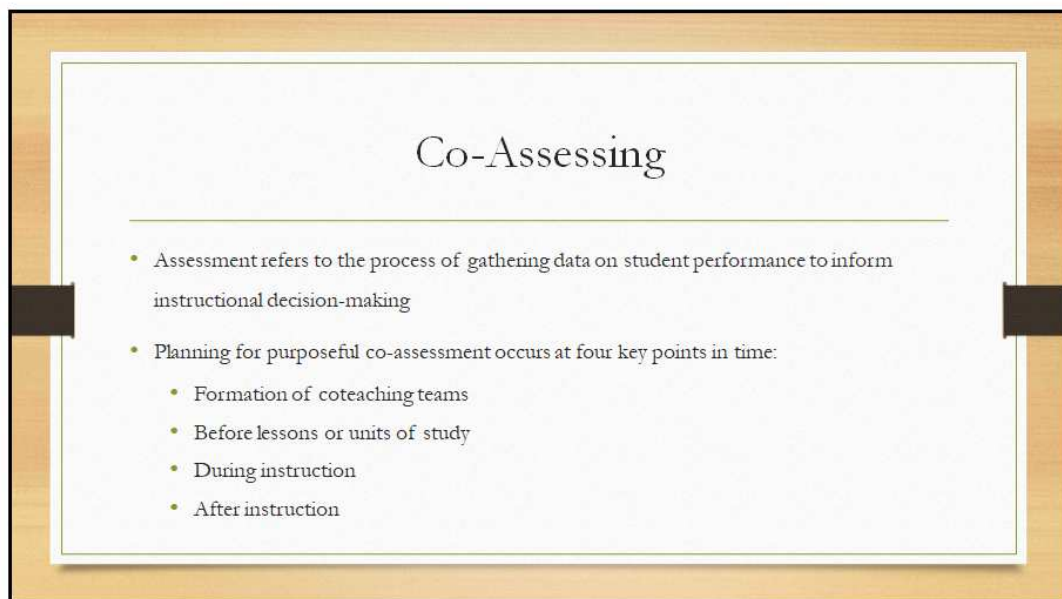 Co-Assessing
• Assessment refers to the process of gathering data on student performance to inform
instructional decision-making
• Planning for purposeful co-assessment occurs at four key points in time:
• Formation of coteaching teams
• Before lessons or units of study
• During instruction
• After instruction